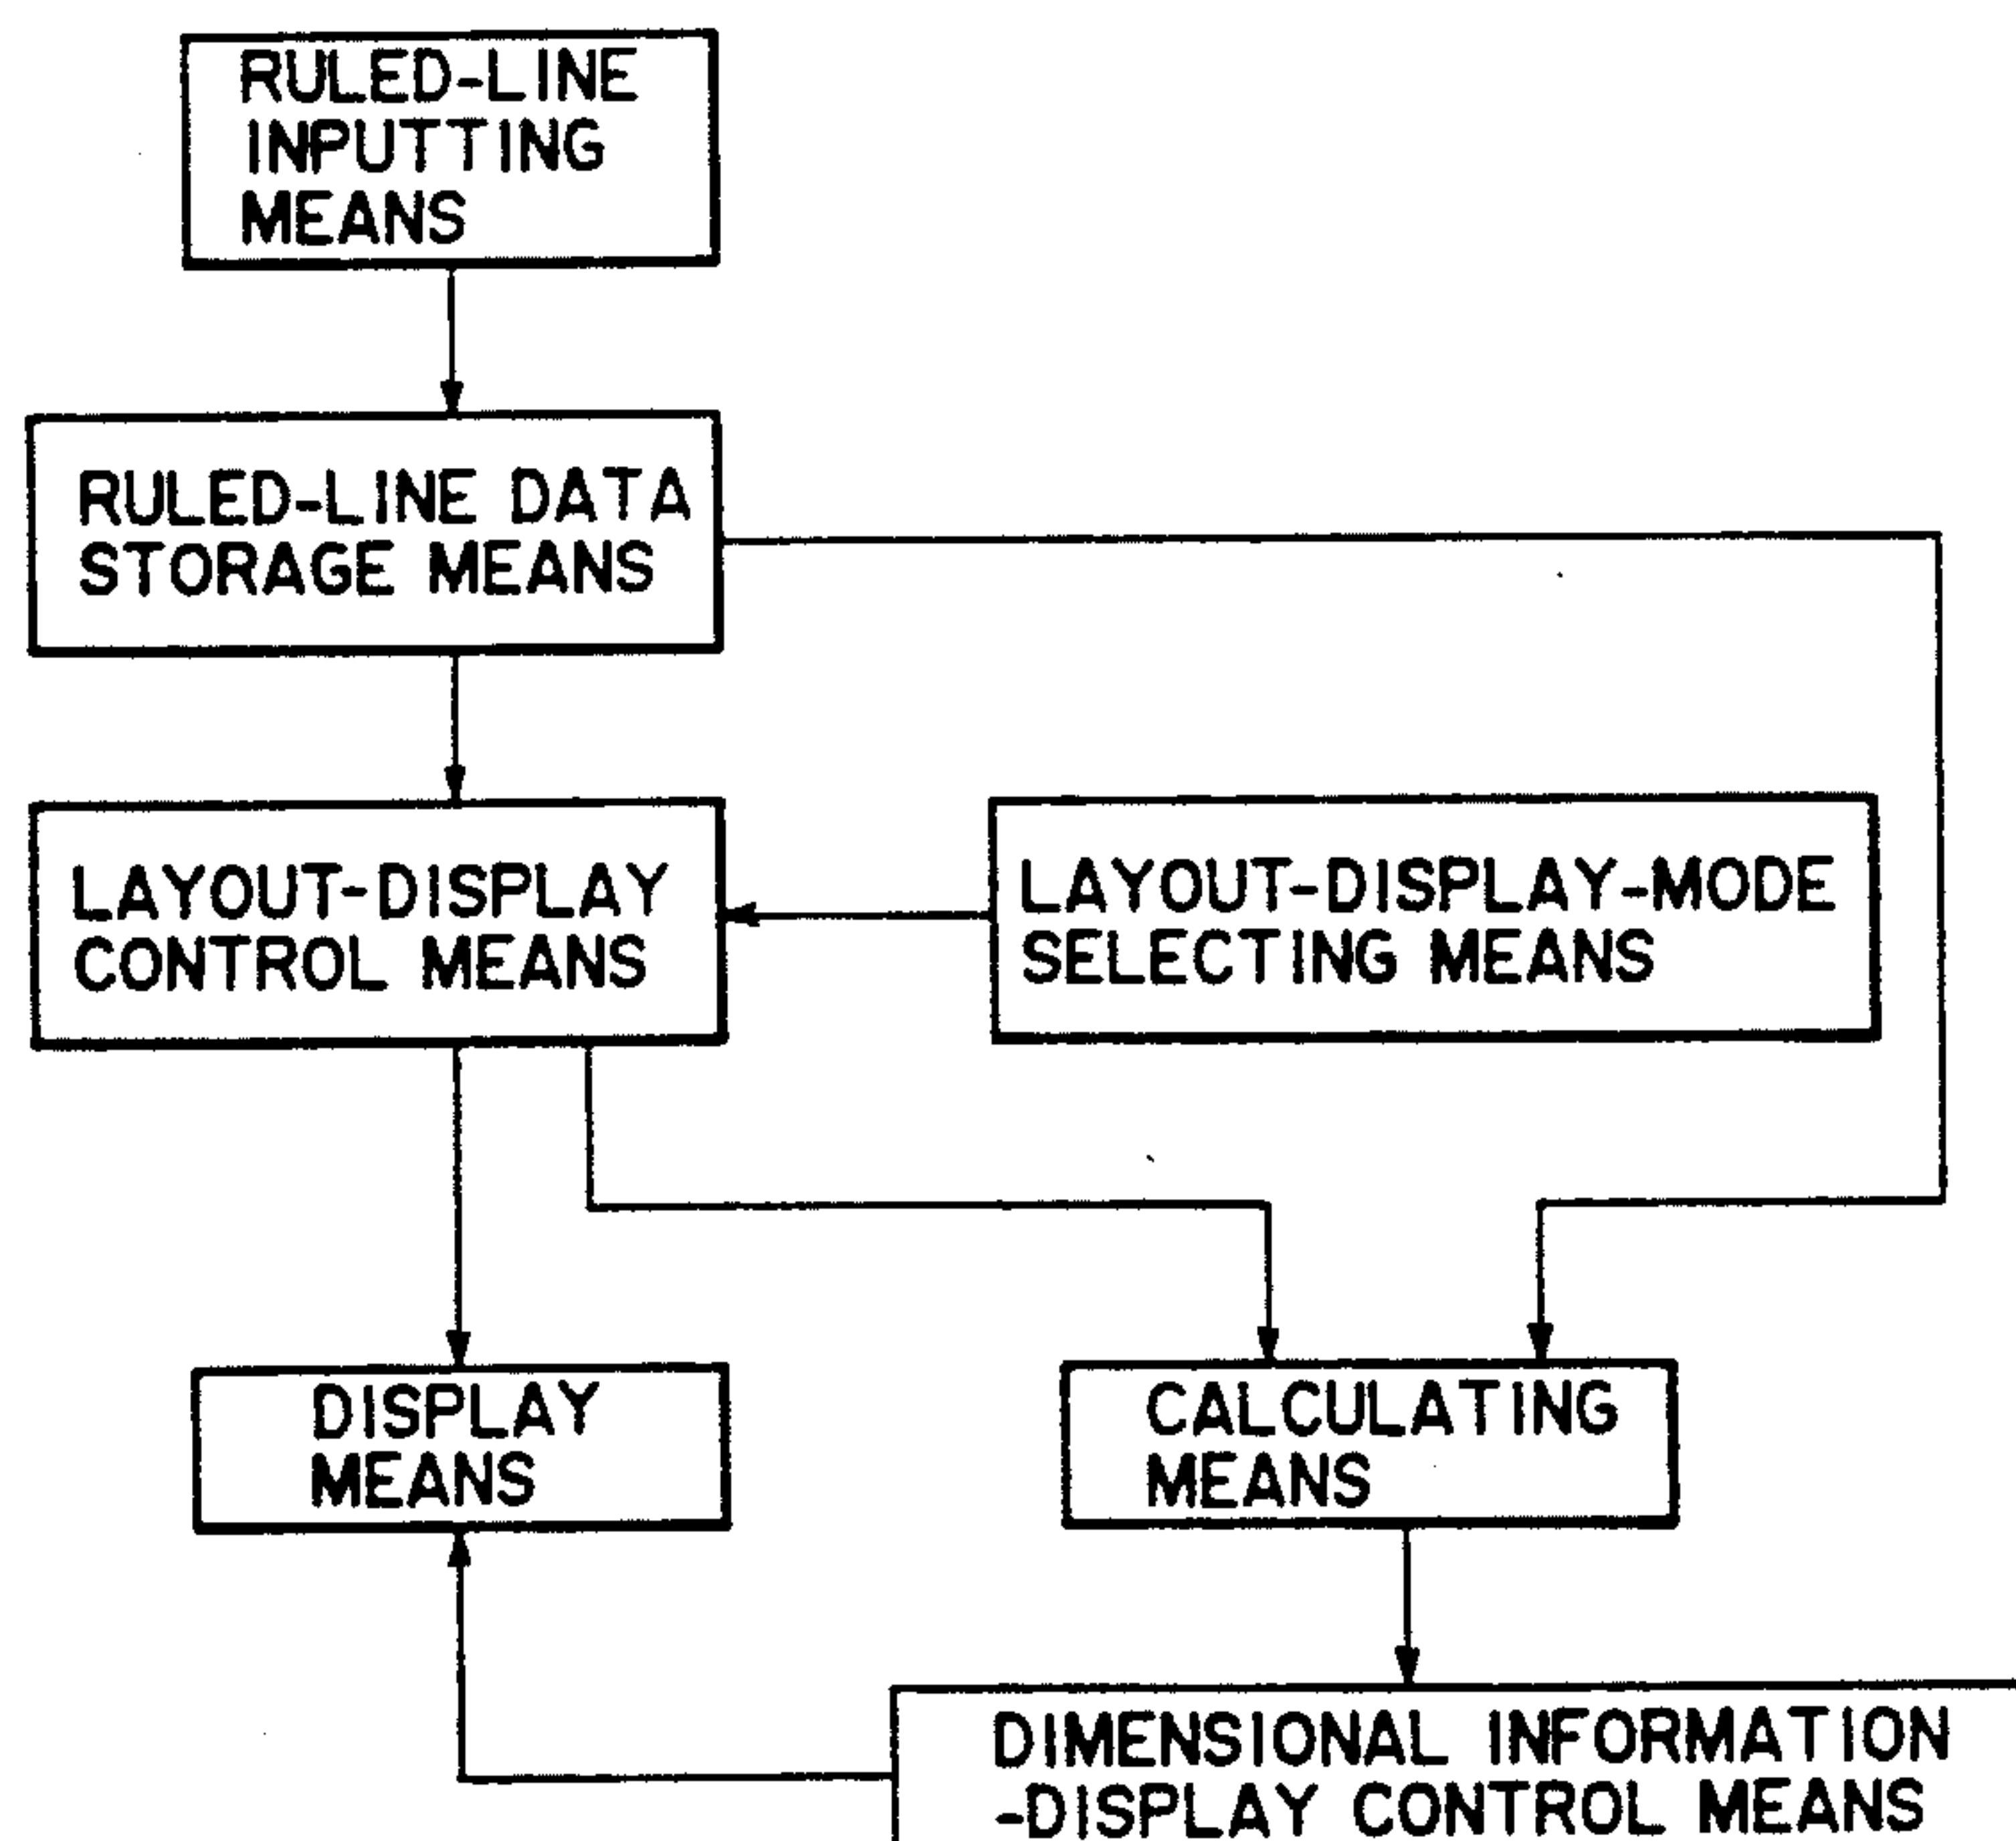 RULED-LINE
INPUTTING
MEANS
RULED-LINE DATA
STORAGE MEANS
LAYOUT-DISPLAY
CONTROL MEANS
LAYOUT-DISPLAY-MODE
SELECTING MEANS
DISPLAY
MEANS
CALCULATING
MEANS
DIMENSIONAL INFORMATION
-DISPLAY CONTROL MEANS